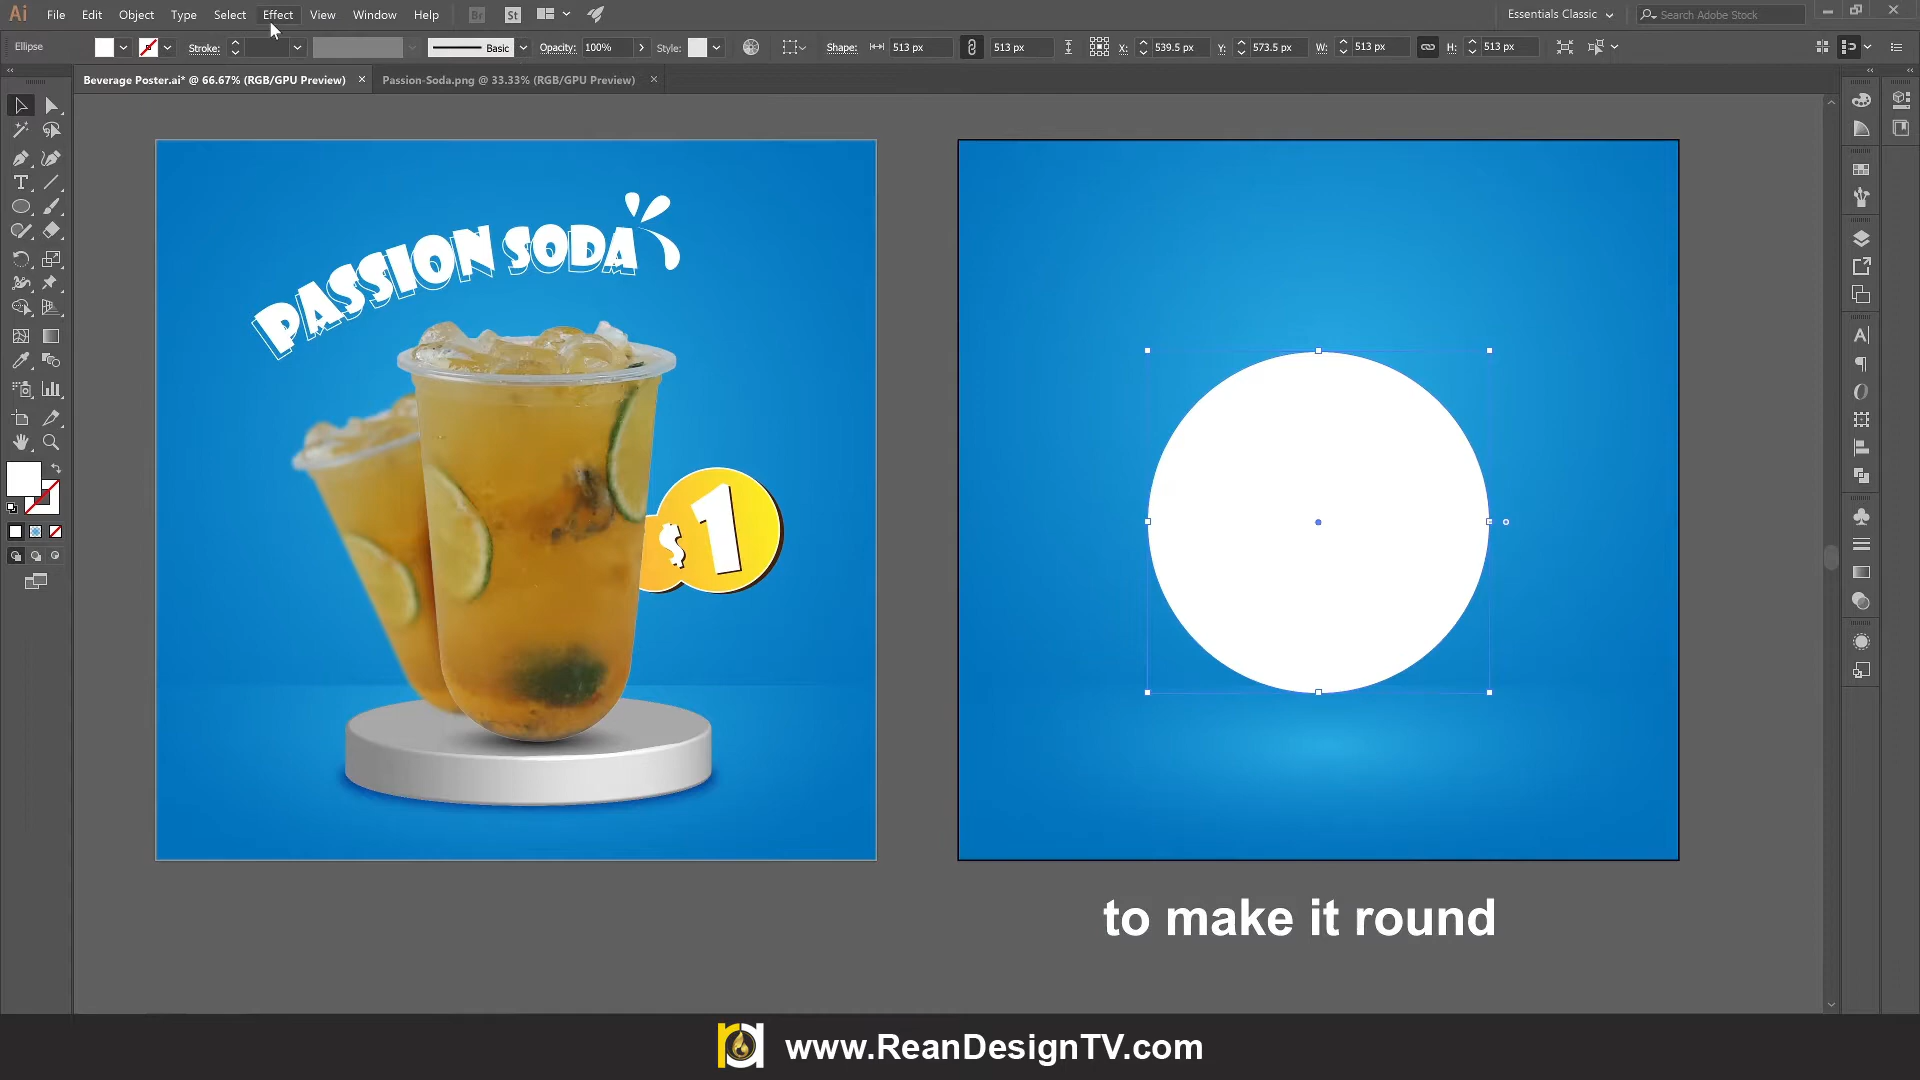 Ai File Edit Object Type Select Effect View Window Help Br St Essentials Classic Search Adobe Stock
Ellipse Stroke: Basic Opacity: 100% Style: Shape: 513 px 513 px X: 539.5 px Y: 573.5 px W: 513 px H: 513 px
Beverage Poster.ai* @ 66.67% (RGB/GPU Preview) Passion-Soda.png @ 33.33% (RGB/GPU Preview)
PASSION SODA
$1
to make it round
www.ReanDesignTV.com